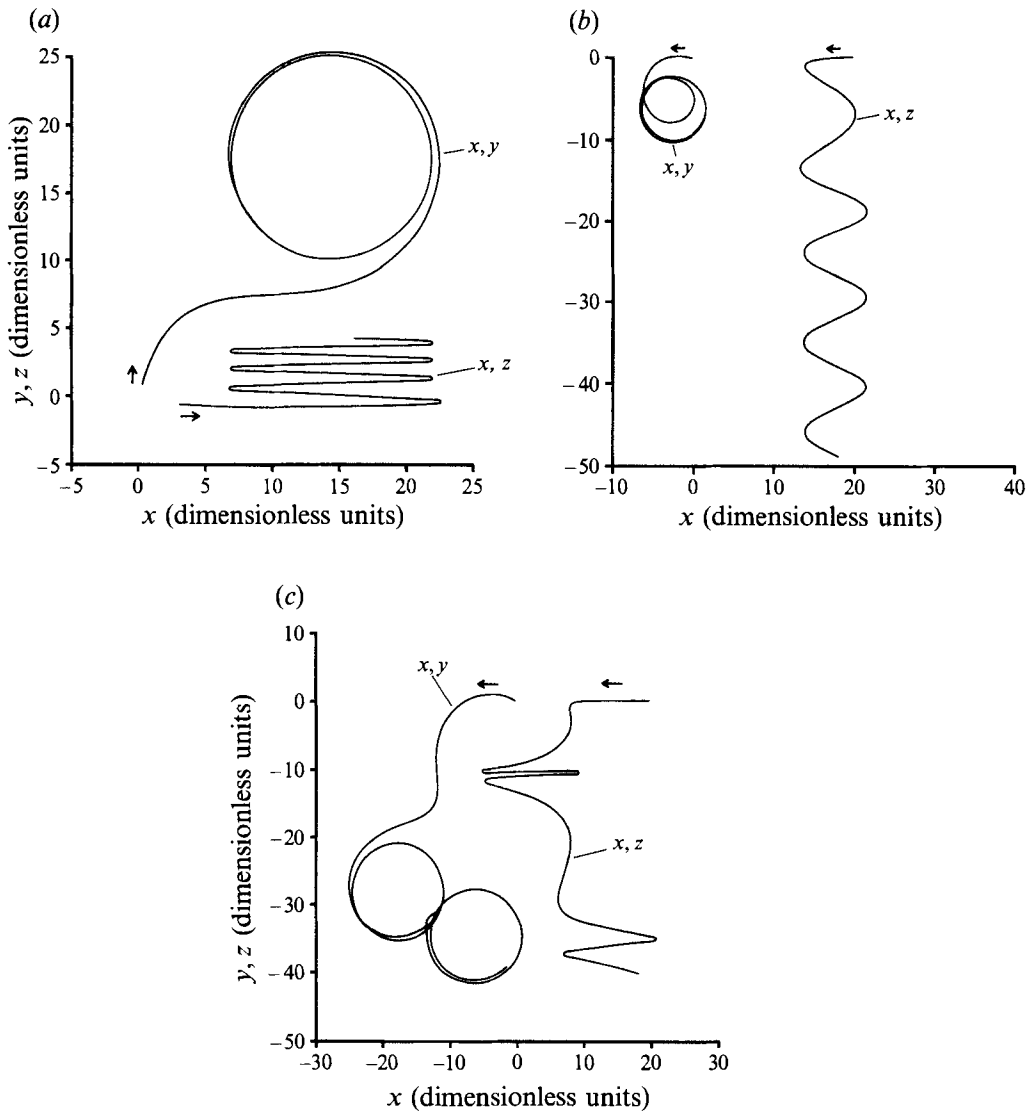 (a)
25
20
15
10
5
0
−5
y, z (dimensionless units)
x, y
x, z
−5 0 5 10 15 20 25
x (dimensionless units)
(b)
0
−10
−20
−30
−40
−50
x, z
x, y
−10 0 10 20 30 40
x (dimensionless units)
(c)
10
0
−10
−20
−30
−40
−50
y, z (dimensionless units)
x, y
x, z
−30 −20 −10 0 10 20 30
x (dimensionless units)